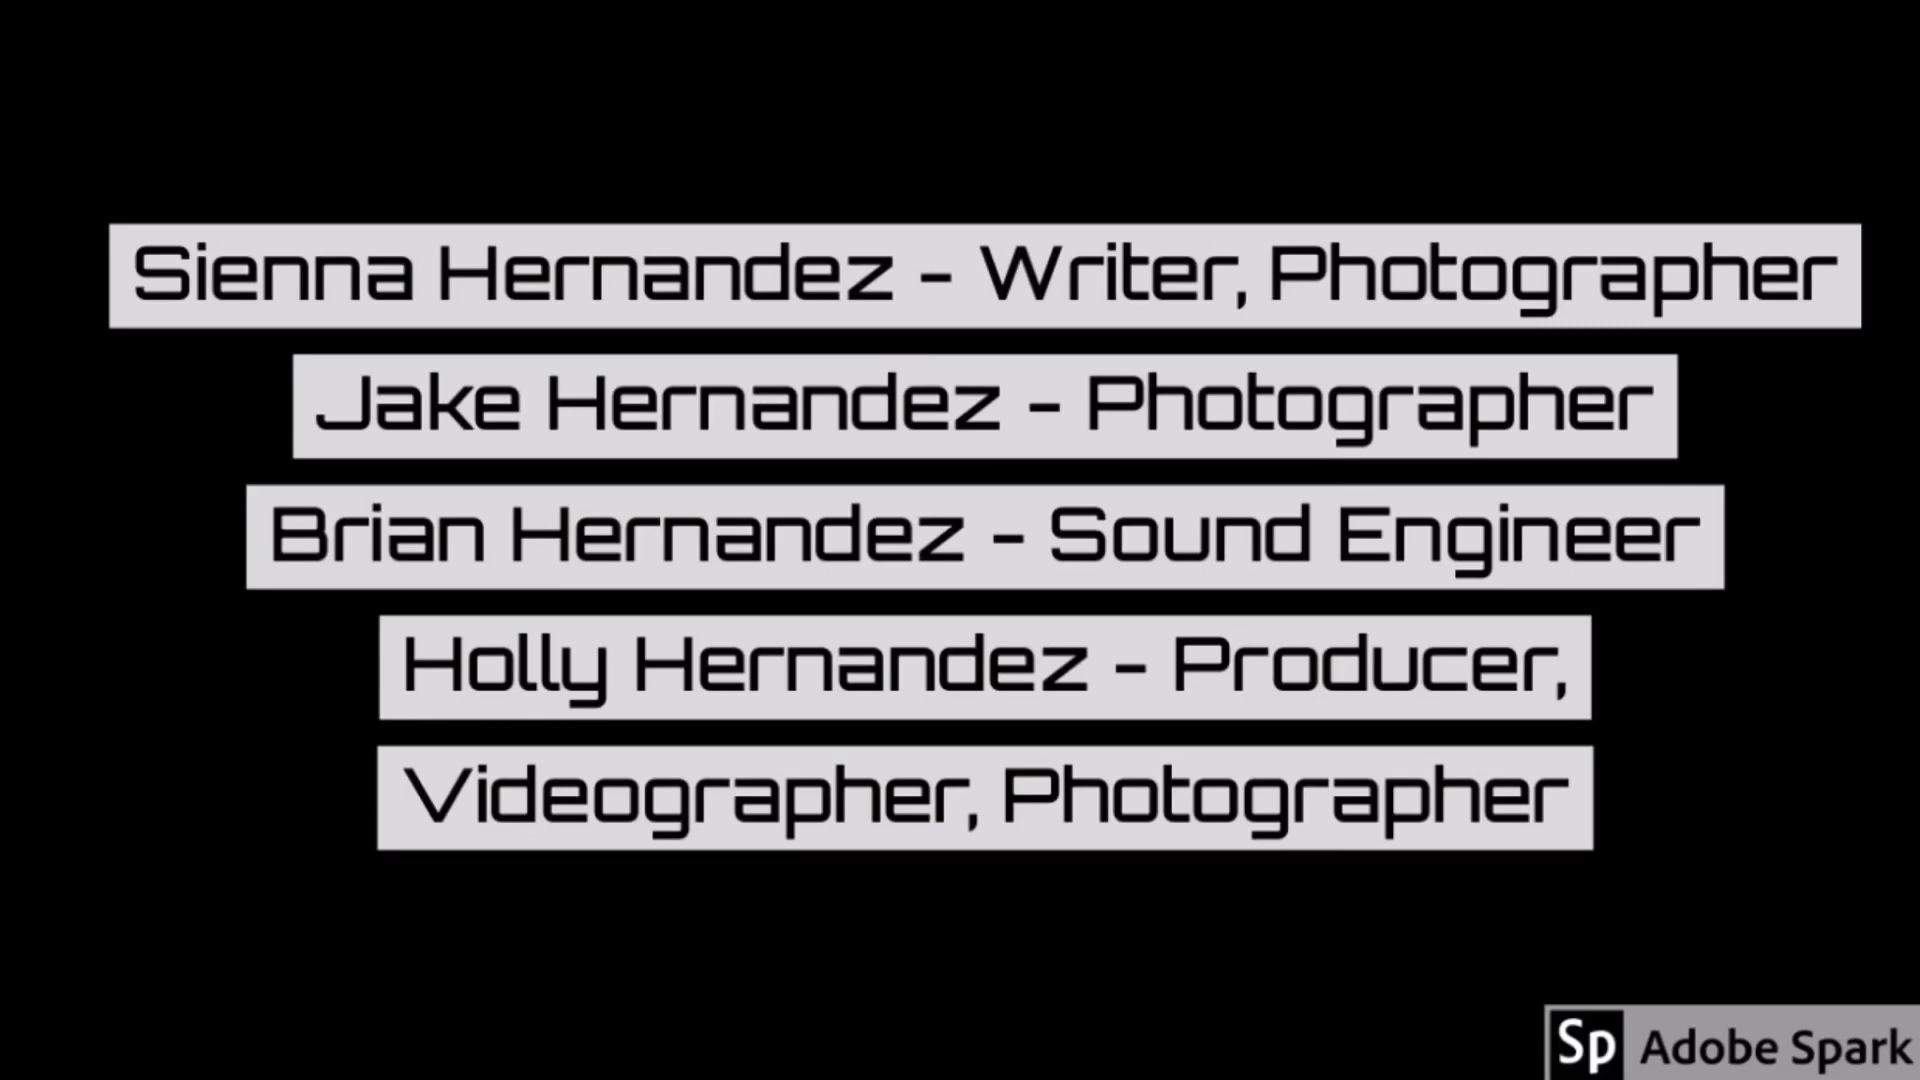 Sienna Hernandez - Writer, Photographer
Jake Hernandez - Photographer
Brian Hernandez - Sound Engineer
Holly Hernandez - Producer,
Videographer, Photographer
Sp Adobe Spark